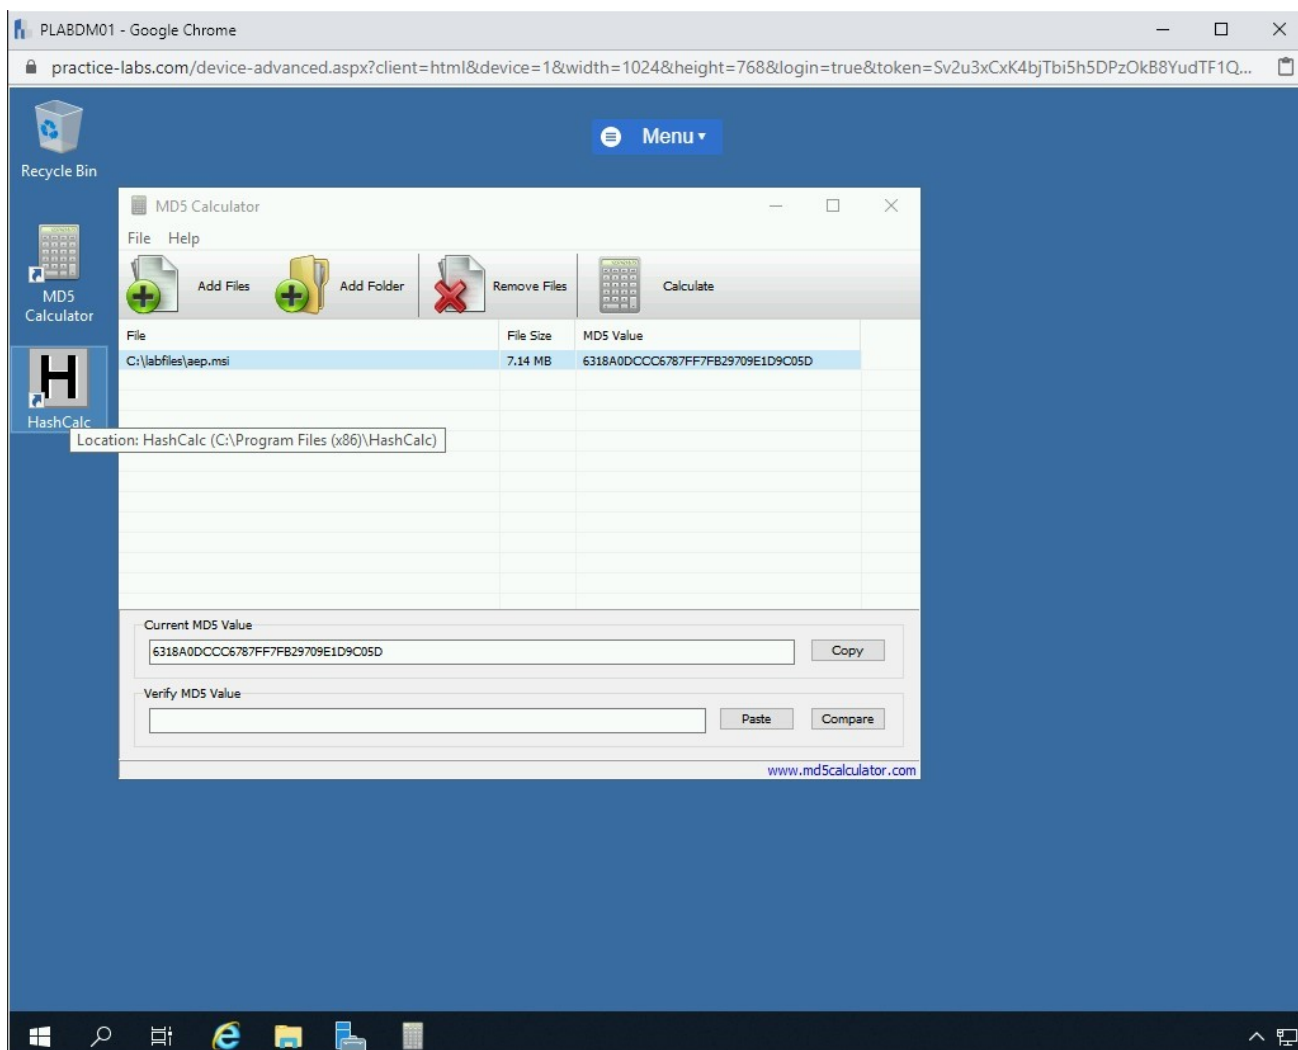 PLABDM01 - Google Chrome
practice-labs.com/device-advanced.aspx?client=html&device=1&width=1024&height=768&login=true&token=Sv2u3xCxK4bjTbi5h5DPzOkB8YudTF1Q...
Menu
Recycle Bin
MD5 Calculator
File Help
Add Files Add Folder Remove Files Calculate
MD5
Calculator
File File Size MD5 Value
C:\labfiles\aep.msi 7.14 MB 6318A0DCCC6787FF7FB29709E1D9C05D
H
HashCalc
Location: HashCalc (C:\Program Files (x86)\HashCalc)
Current MD5 Value
6318A0DCCC6787FF7FB29709E1D9C05D Copy
Verify MD5 Value
Paste Compare
www.md5calculator.com